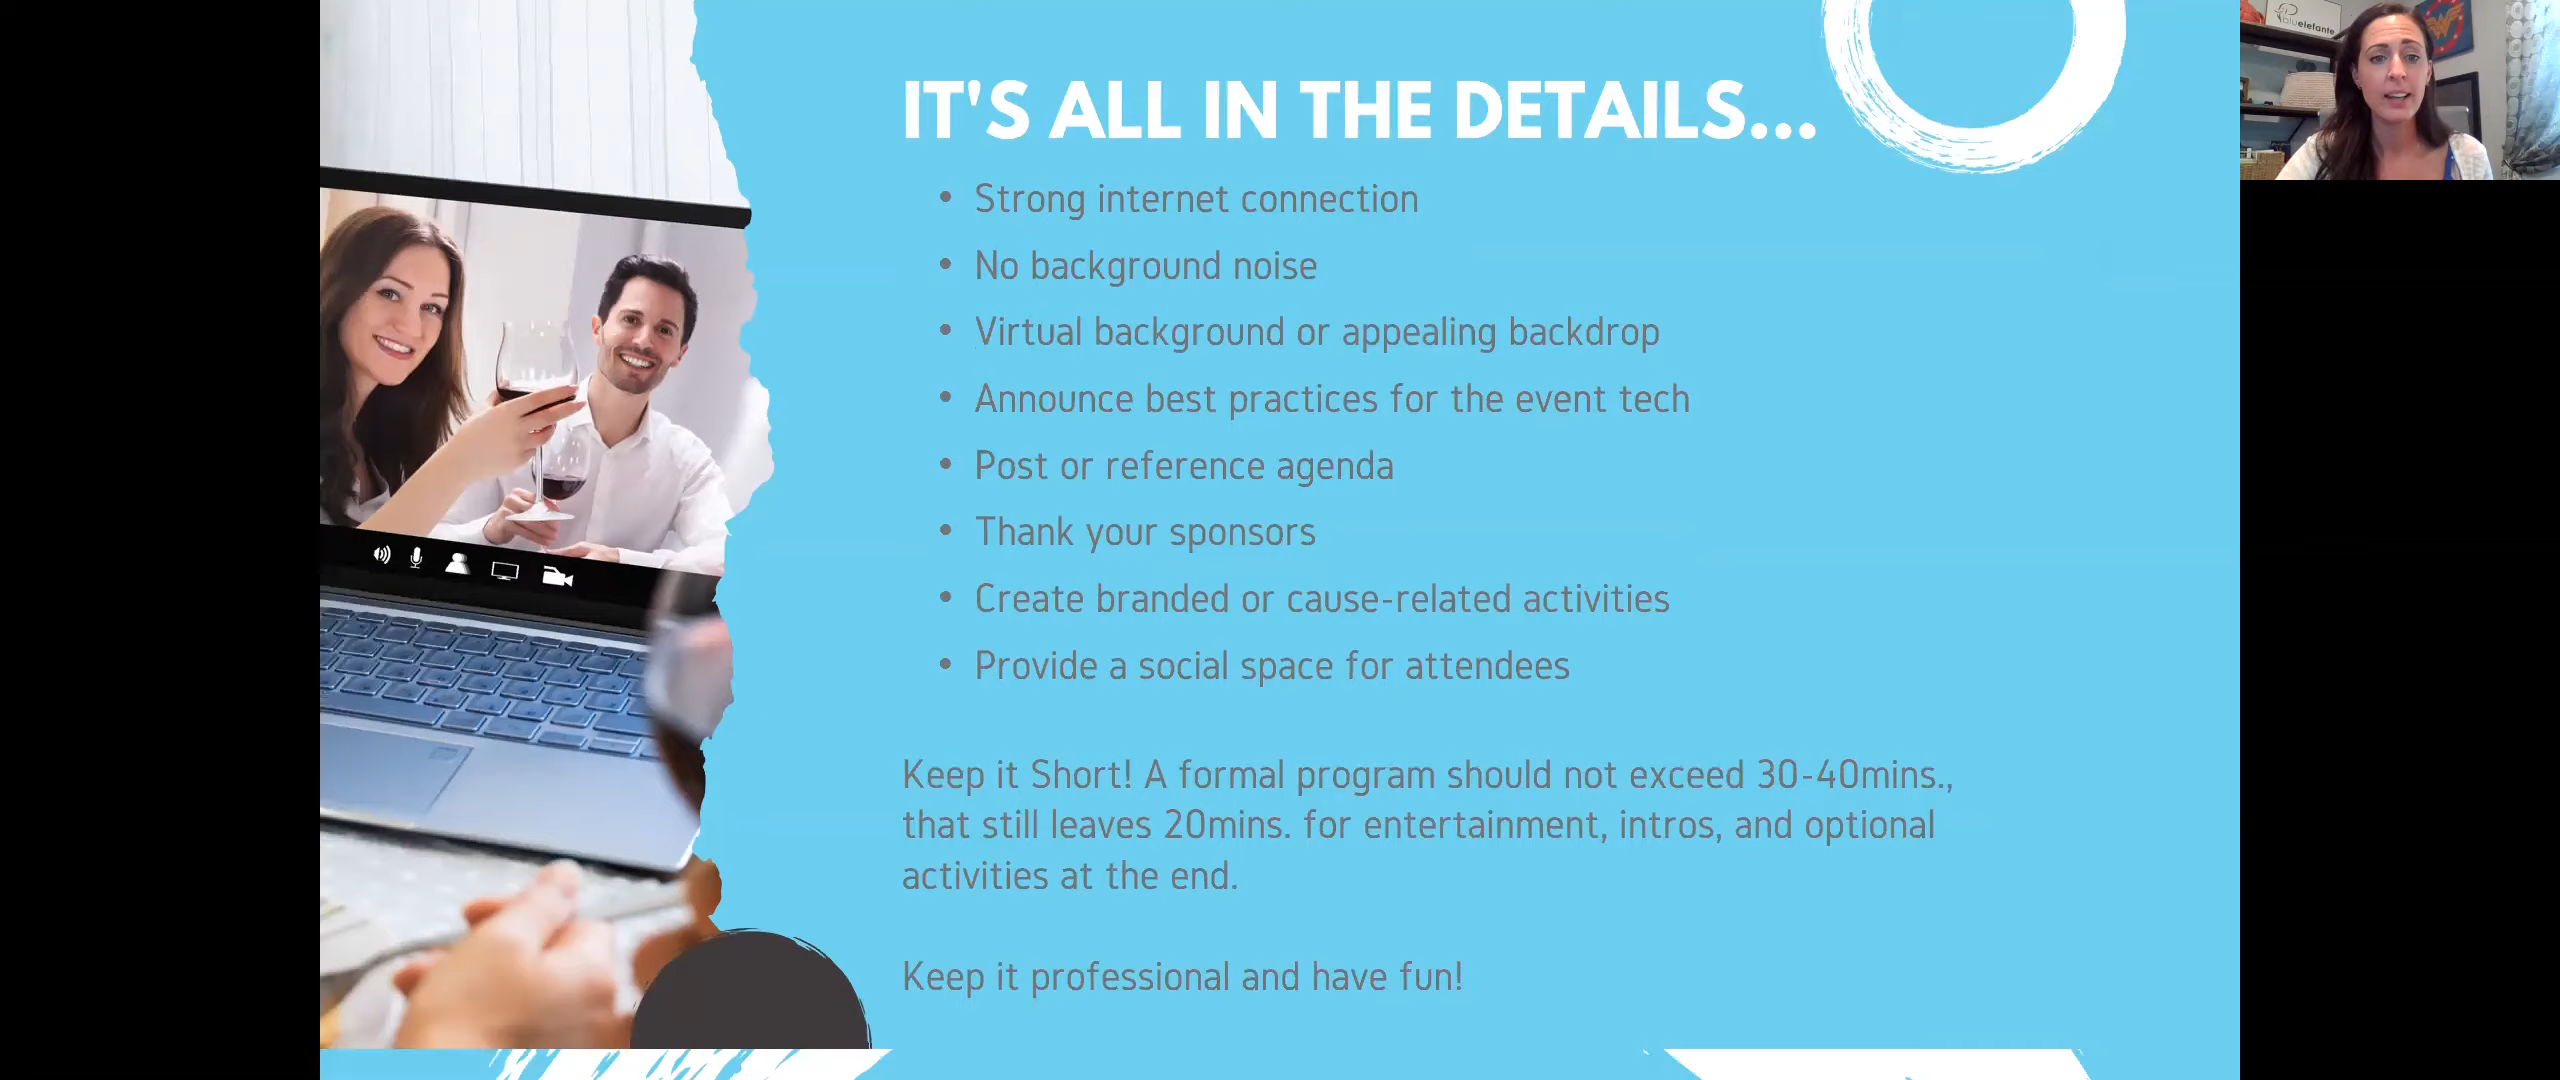 IT'S ALL IN THE DETAILS...
• Strong internet connection
• No background noise
• Virtual background or appealing backdrop
• Announce best practices for the event tech
• Post or reference agenda
• Thank your sponsors
• Create branded or cause-related activities
• Provide a social space for attendees
Keep it Short! A formal program should not exceed 30-40mins.,
that still leaves 20mins. for entertainment, intros, and optional
activities at the end.
Keep it professional and have fun!
bluelefante